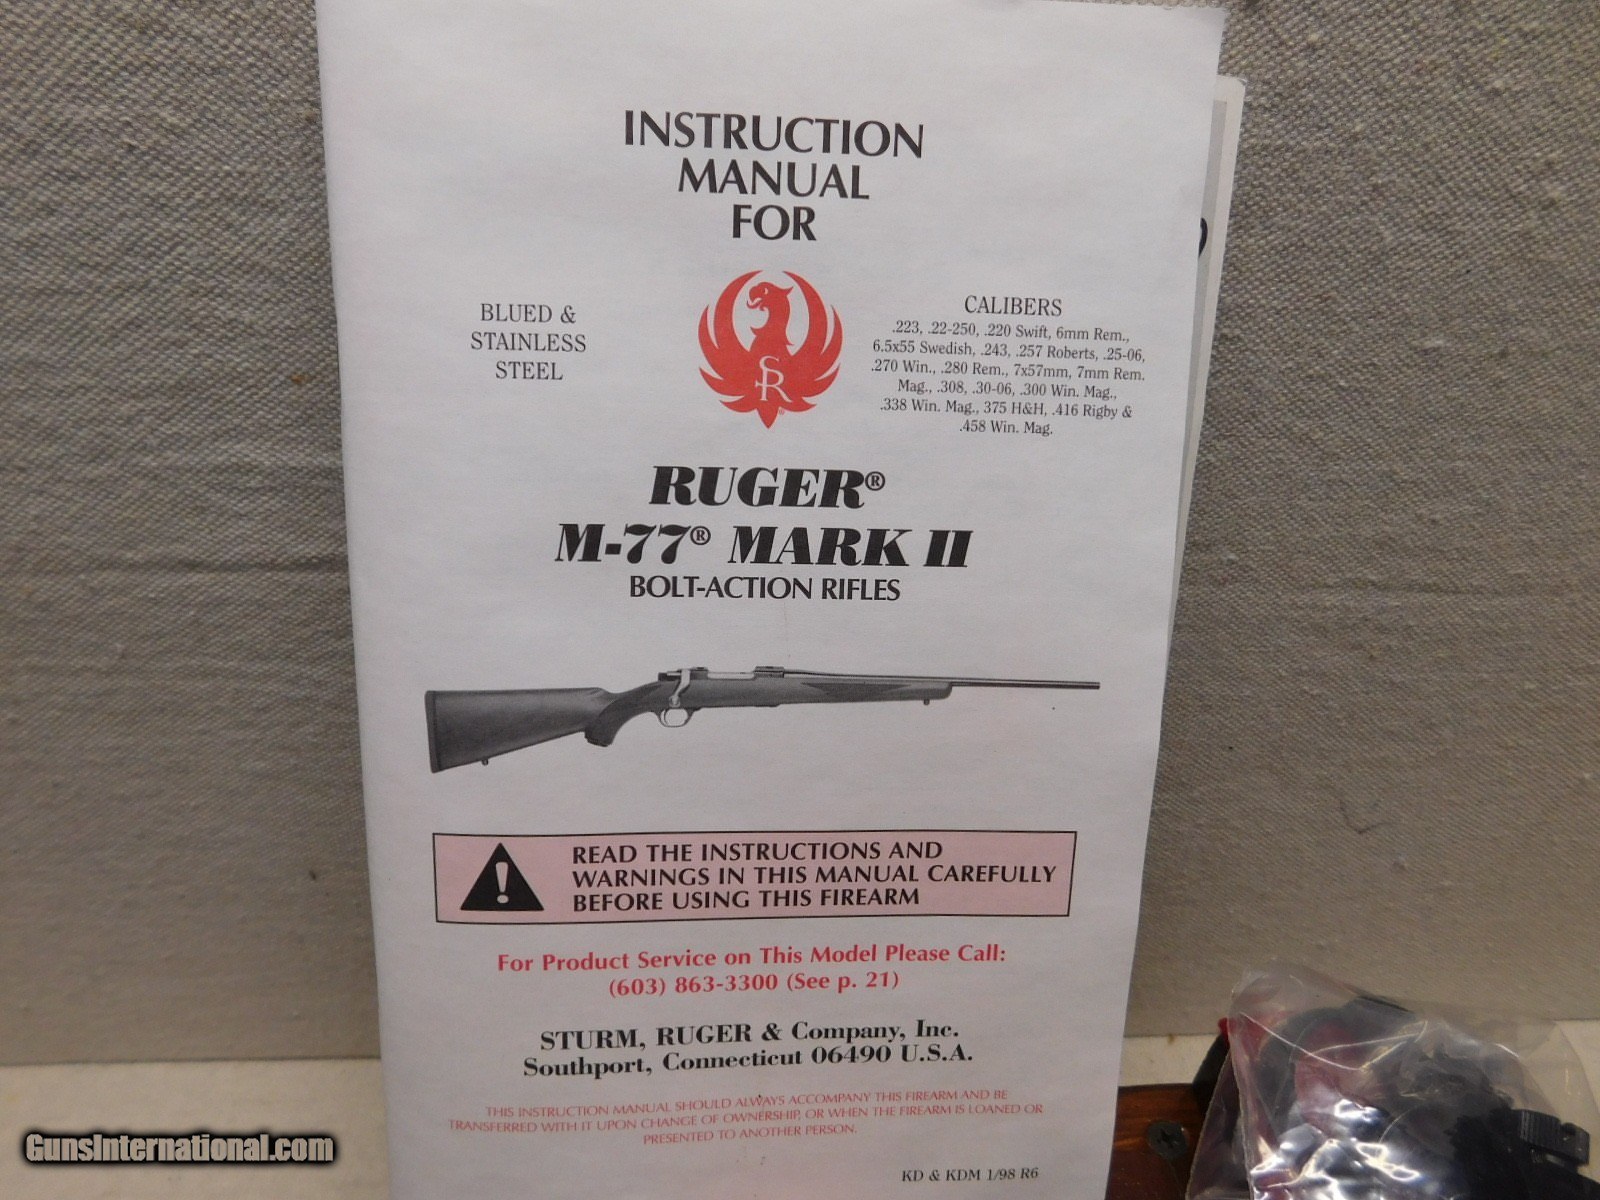 INSTRUCTION
MANUAL
FOR
BLUED &
STAINLESS
STEEL
SR
CALIBERS
.223, .22-250, .220 Swift, 6mm Rem.,
6.5x55 Swedish, .243, .257 Roberts, .25-06,
.270 Win., .280 Rem., 7x57mm, 7mm Rem.
Mag., .308, .30-06, .300 Win. Mag.,
.338 Win. Mag., 375 H&H, .416 Rigby &
.458 Win. Mag.
RUGER®
M-77® MARK II
BOLT-ACTION RIFLES
READ THE INSTRUCTIONS AND
WARNINGS IN THIS MANUAL CAREFULLY
BEFORE USING THIS FIREARM
For Product Service on This Model Please Call:
(603) 863-3300 (See p. 21)
STURM, RUGER & Company, Inc.
Southport, Connecticut 06490 U.S.A.
THIS INSTRUCTION MANUAL SHOULD ALWAYS ACCOMPANY THIS FIREARM AND BE
TRANSFERRED WITH IT UPON CHANGE OF OWNERSHIP, OR WHEN THE FIREARM IS LOANED OR
PRESENTED TO ANOTHER PERSON.
KD & KDM 1/98 R6
GunsInternational.com